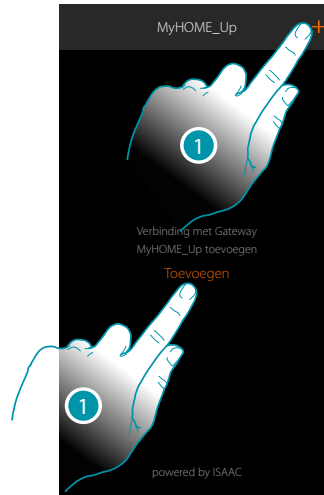 MyHOME_Up
+
1
Verbinding met Gateway
MyHOME_Up toevoegen
Toevoegen
1
powered by ISAAC